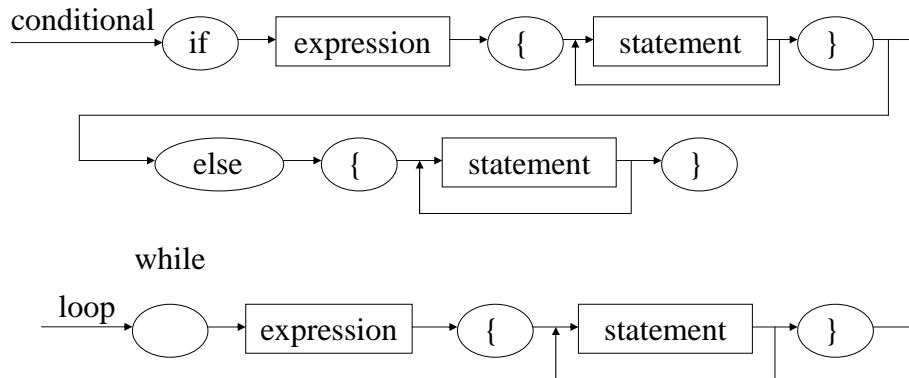 conditional if expression { statement }
else { statement }
while
loop expression { statement }